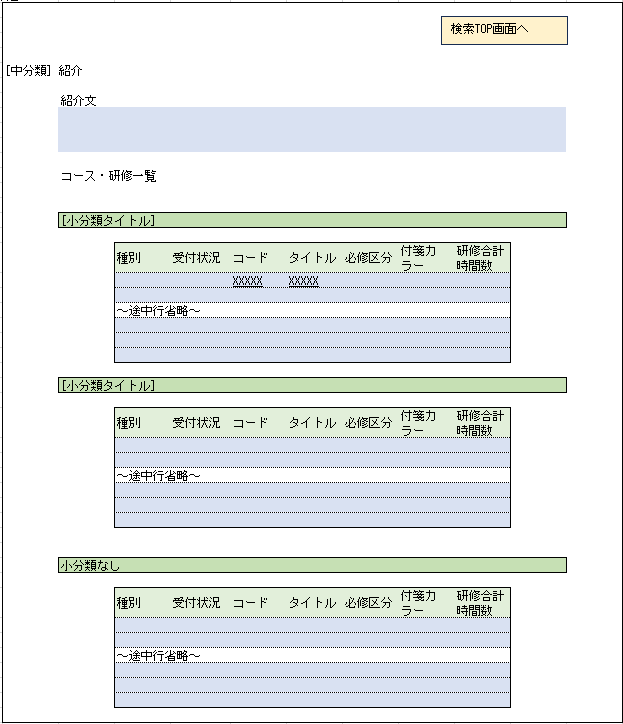 検索TOP画面へ
[中分類] 紹介
紹介文
コース・研修一覧
[小分類タイトル]
種別 受付状況 コード タイトル 必修区分 付箋カラー 研修合計時間数
XXXXX XXXXX
～途中行省略～
[小分類タイトル]
種別 受付状況 コード タイトル 必修区分 付箋カラー 研修合計時間数
～途中行省略～
小分類なし
種別 受付状況 コード タイトル 必修区分 付箋カラー 研修合計時間数
～途中行省略～